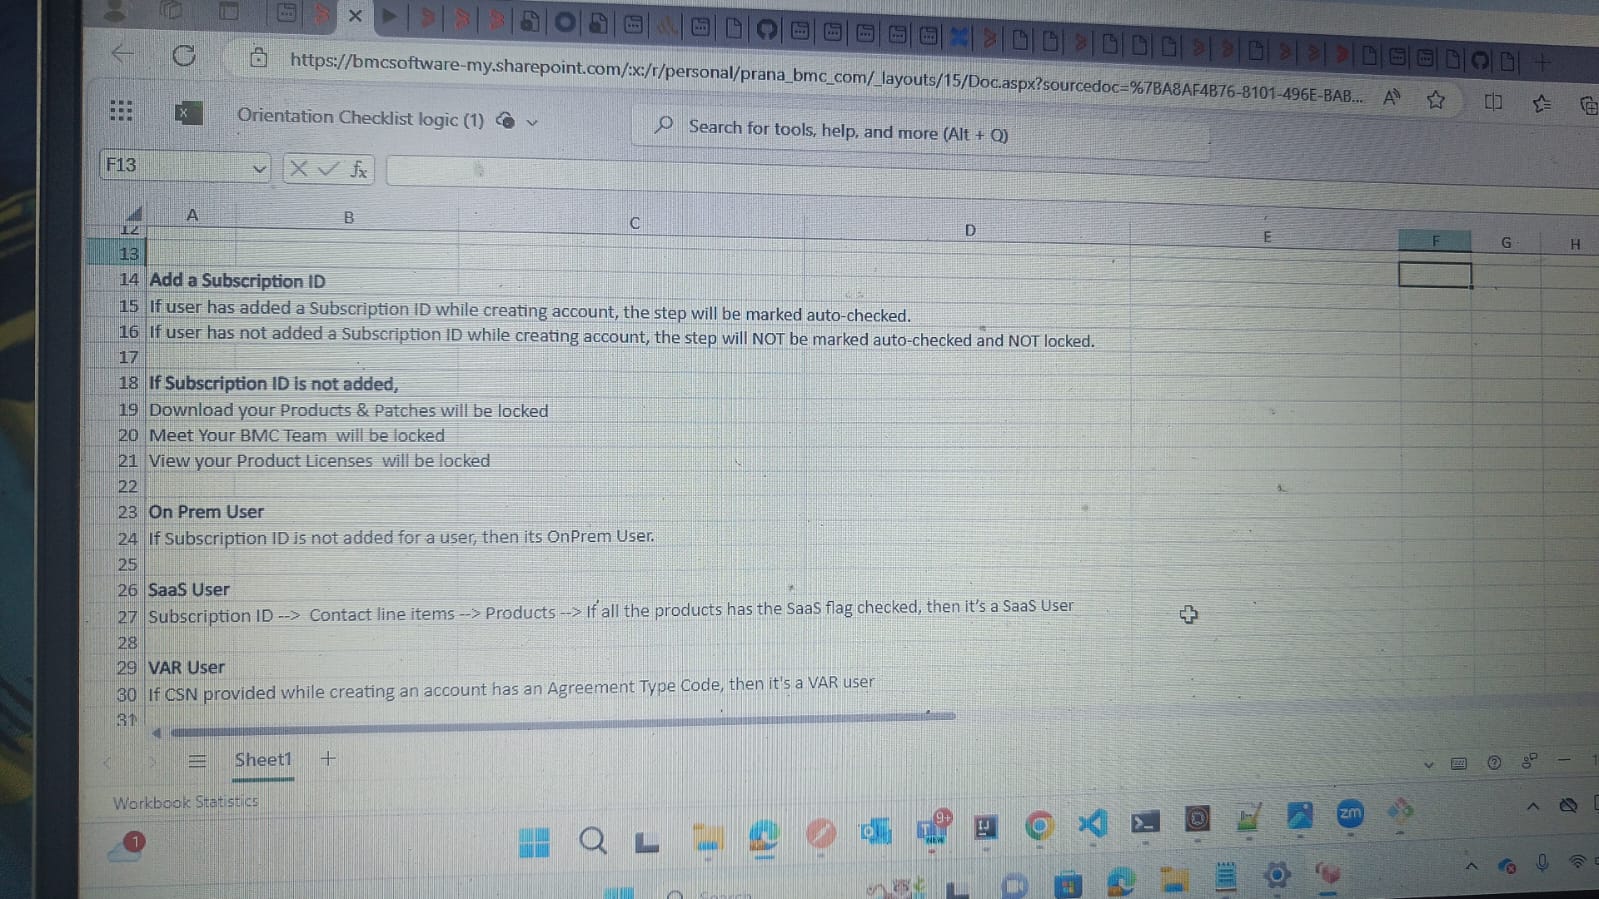 https://bmcsoftware-my.sharepoint.com/:x:/r/personal/prana_bmc_com/_layouts/15/Doc.aspx?sourcedoc=%7BA8AF4B76-8101-496E-BAB...
Orientation Checklist logic (1)
Search for tools, help, and more (Alt + Q)
F13
fx
A B C D E F G H
12
13
14 Add a Subscription ID
15 If user has added a Subscription ID while creating account, the step will be marked auto-checked.
16 If user has not added a Subscription ID while creating account, the step will NOT be marked auto-checked and NOT locked.
17
18 If Subscription ID is not added,
19 Download your Products & Patches will be locked
20 Meet Your BMC Team  will be locked
21 View your Product Licenses  will be locked
22
23 On Prem User
24 If Subscription ID is not added for a user, then its OnPrem User.
25
26 SaaS User
27 Subscription ID -->  Contact line items --> Products --> If all the products has the SaaS flag checked, then it's a SaaS User
28
29 VAR User
30 If CSN provided while creating an account has an Agreement Type Code, then it's a VAR user
31
Sheet1
Workbook Statistics
1
9+
NEW
zm